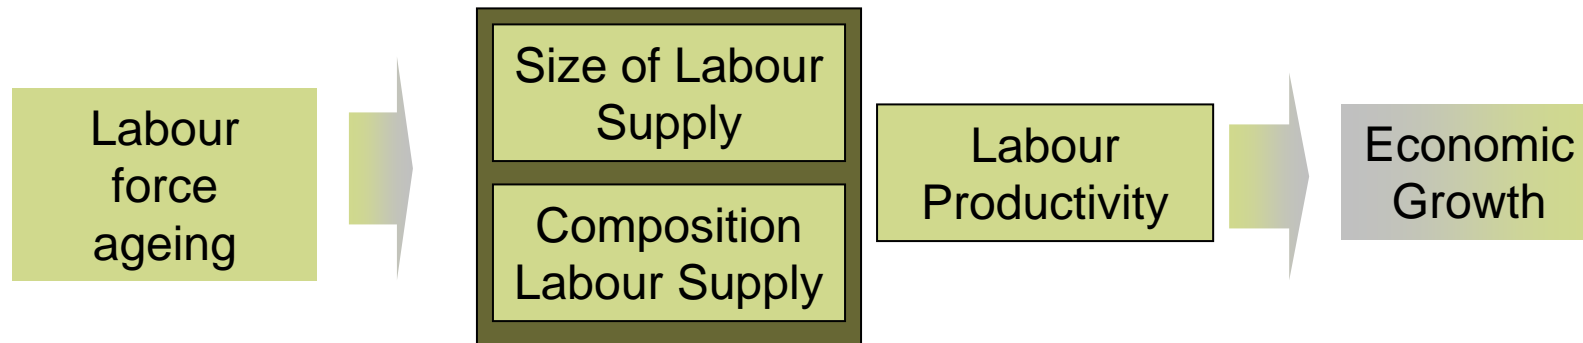 Labour
force
ageing
Size of Labour
Supply
Composition
Labour Supply
Labour
Productivity
Economic
Growth